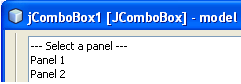 jComboBox1 [JComboBox] - model
--- Select a panel ---
Panel 1
Panel 2